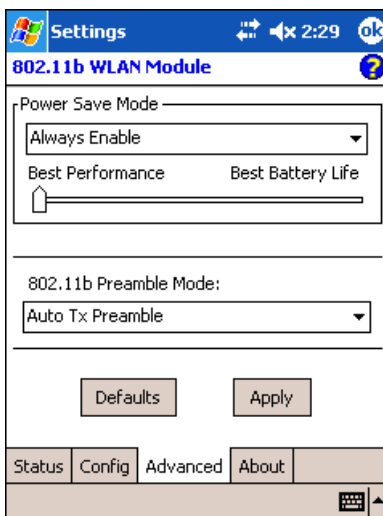 Settings 2:29 ok
802.11b WLAN Module ?
Power Save Mode
Always Enable
Best Performance Best Battery Life
802.11b Preamble Mode:
Auto Tx Preamble
Defaults Apply
Status Config Advanced About